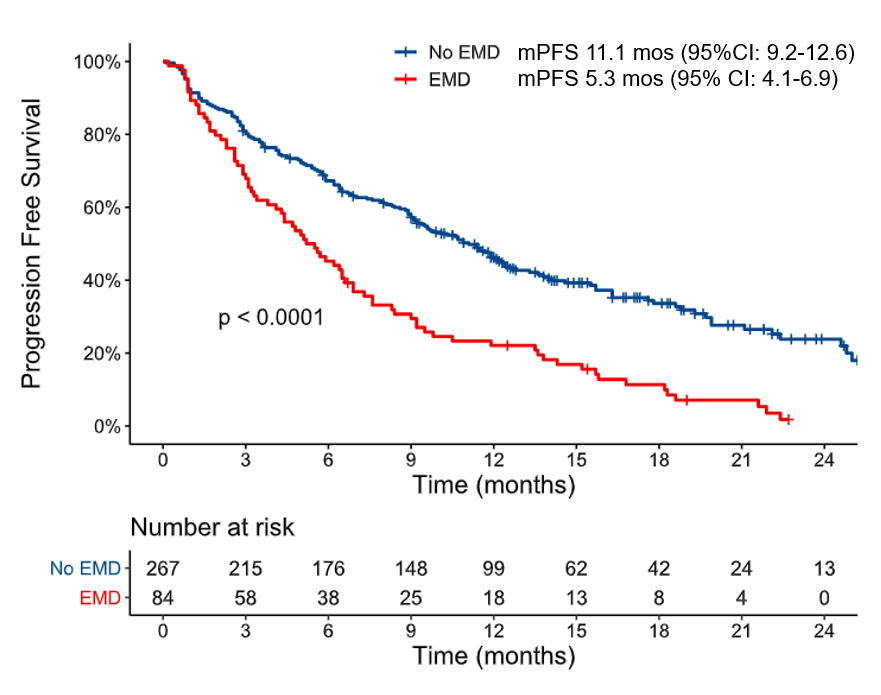 No EMD mPFS 11.1 mos (95%CI: 9.2-12.6)
EMD mPFS 5.3 mos (95% CI: 4.1-6.9)
Progression Free Survival
100%
80%
60%
40%
20%
0%
p < 0.0001
0 3 6 9 12 15 18 21 24
Time (months)
Number at risk
No EMD 267 215 176 148 99 62 42 24 13
EMD 84 58 38 25 18 13 8 4 0
0 3 6 9 12 15 18 21 24
Time (months)